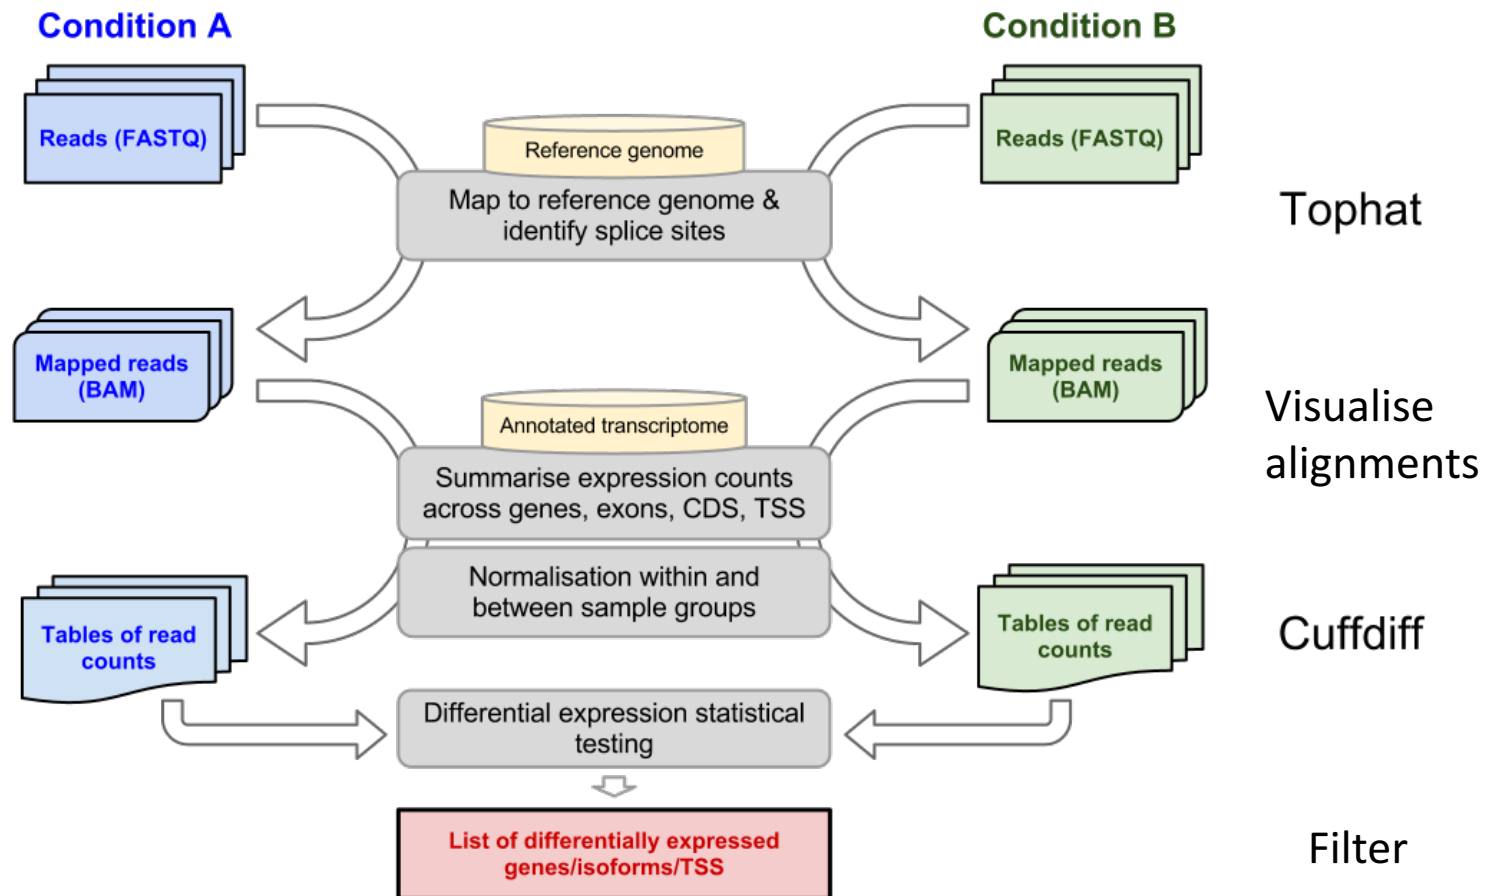 Condition A
Condition B
Reads (FASTQ)
Reference genome
Reads (FASTQ)
Map to reference genome &
identify splice sites
Tophat
Mapped reads
(BAM)
Mapped reads
(BAM)
Visualise
alignments
Annotated transcriptome
Summarise expression counts
across genes, exons, CDS, TSS
Normalisation within and
between sample groups
Tables of read
counts
Tables of read
counts
Cuffdiff
Differential expression statistical
testing
List of differentially expressed
genes/isoforms/TSS
Filter